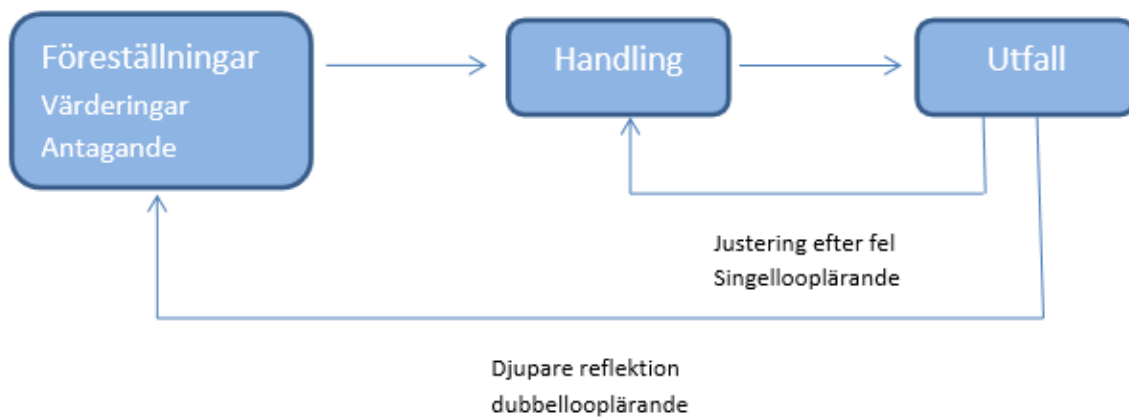 Föreställningar
Värderingar
Antagande
Handling
Utfall
Justering efter fel
Singellooplärande
Djupare reflektion
dubbellooplärande